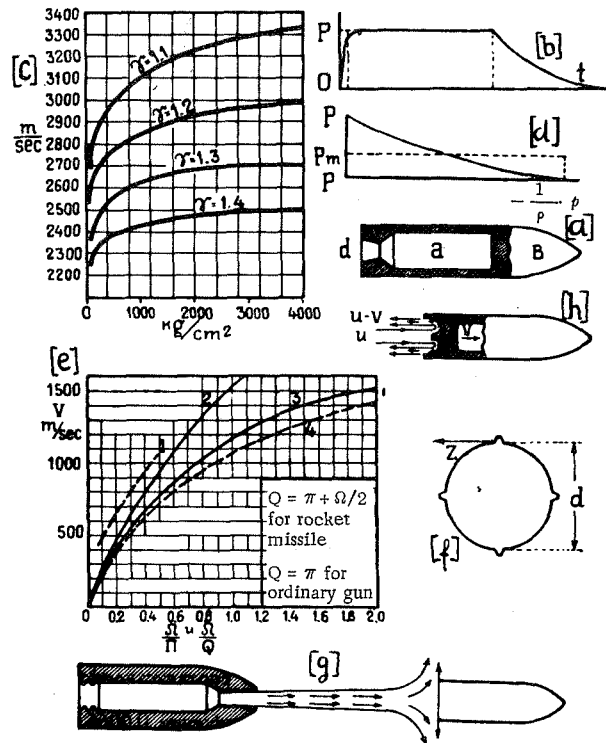 3400
3300
3200
3100
[C]
3000
m/sec
2900
2800
2700
2600
2500
2400
2300
2200
γ=1.1
γ=1.2
γ=1.3
γ=1.4
0 1000 2000 3000 4000
кg/cm²
P
[b]
0
t
P
[d]
Pm
P
1/p
p
[a]
d
a
B
[h]
u-v
u
V
[e]
1500
V
m/sec
1000
500
1
2
3
4
Q = π + Ω/2
for rocket
missile
Q = π for
ordinary gun
0 0.2 0.4 0.6 0.8 1.0 1.2 1.4 1.6 1.8 2.0
Ω/П и Ω/Q
Z
d
[f]
[g]